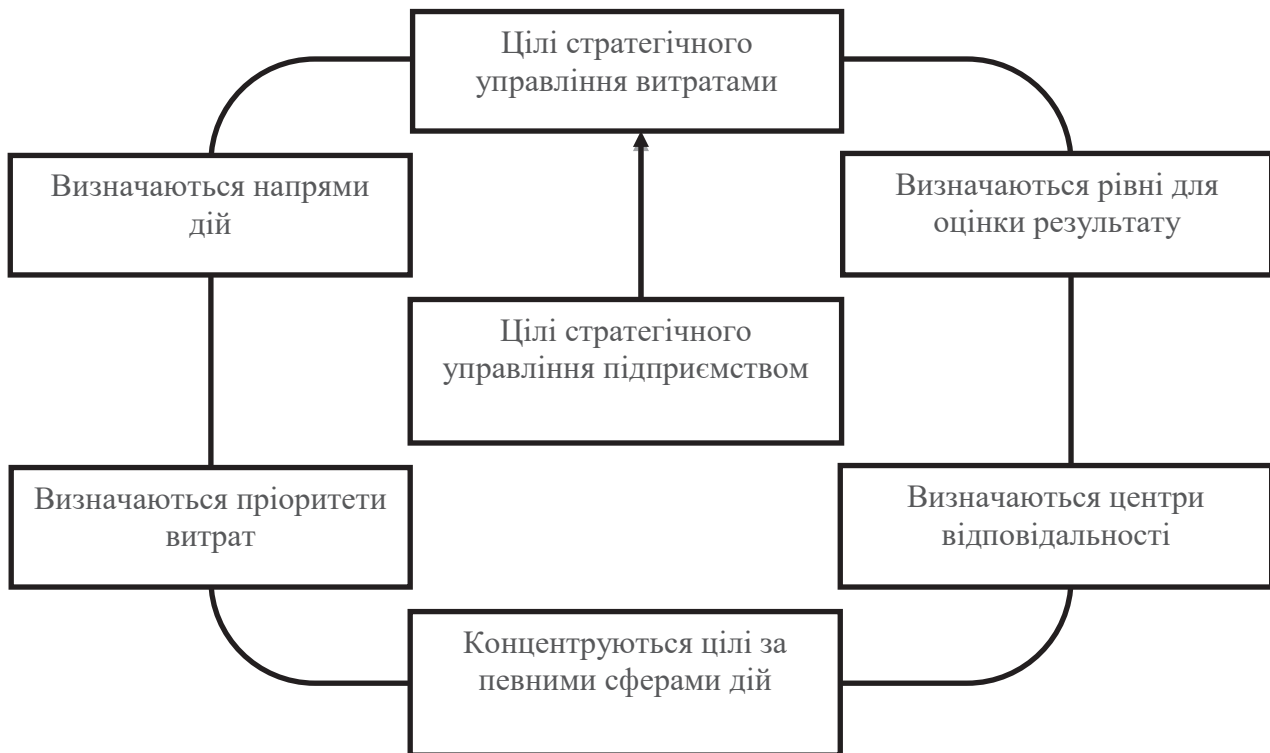 Цілі стратегічного
управління витратами
Визначаються напрями
дій
Визначаються рівні для
оцінки результату
Цілі стратегічного
управління підприємством
Визначаються пріоритети
витрат
Визначаються центри
відповідальності
Концентруються цілі за
певними сферами дій